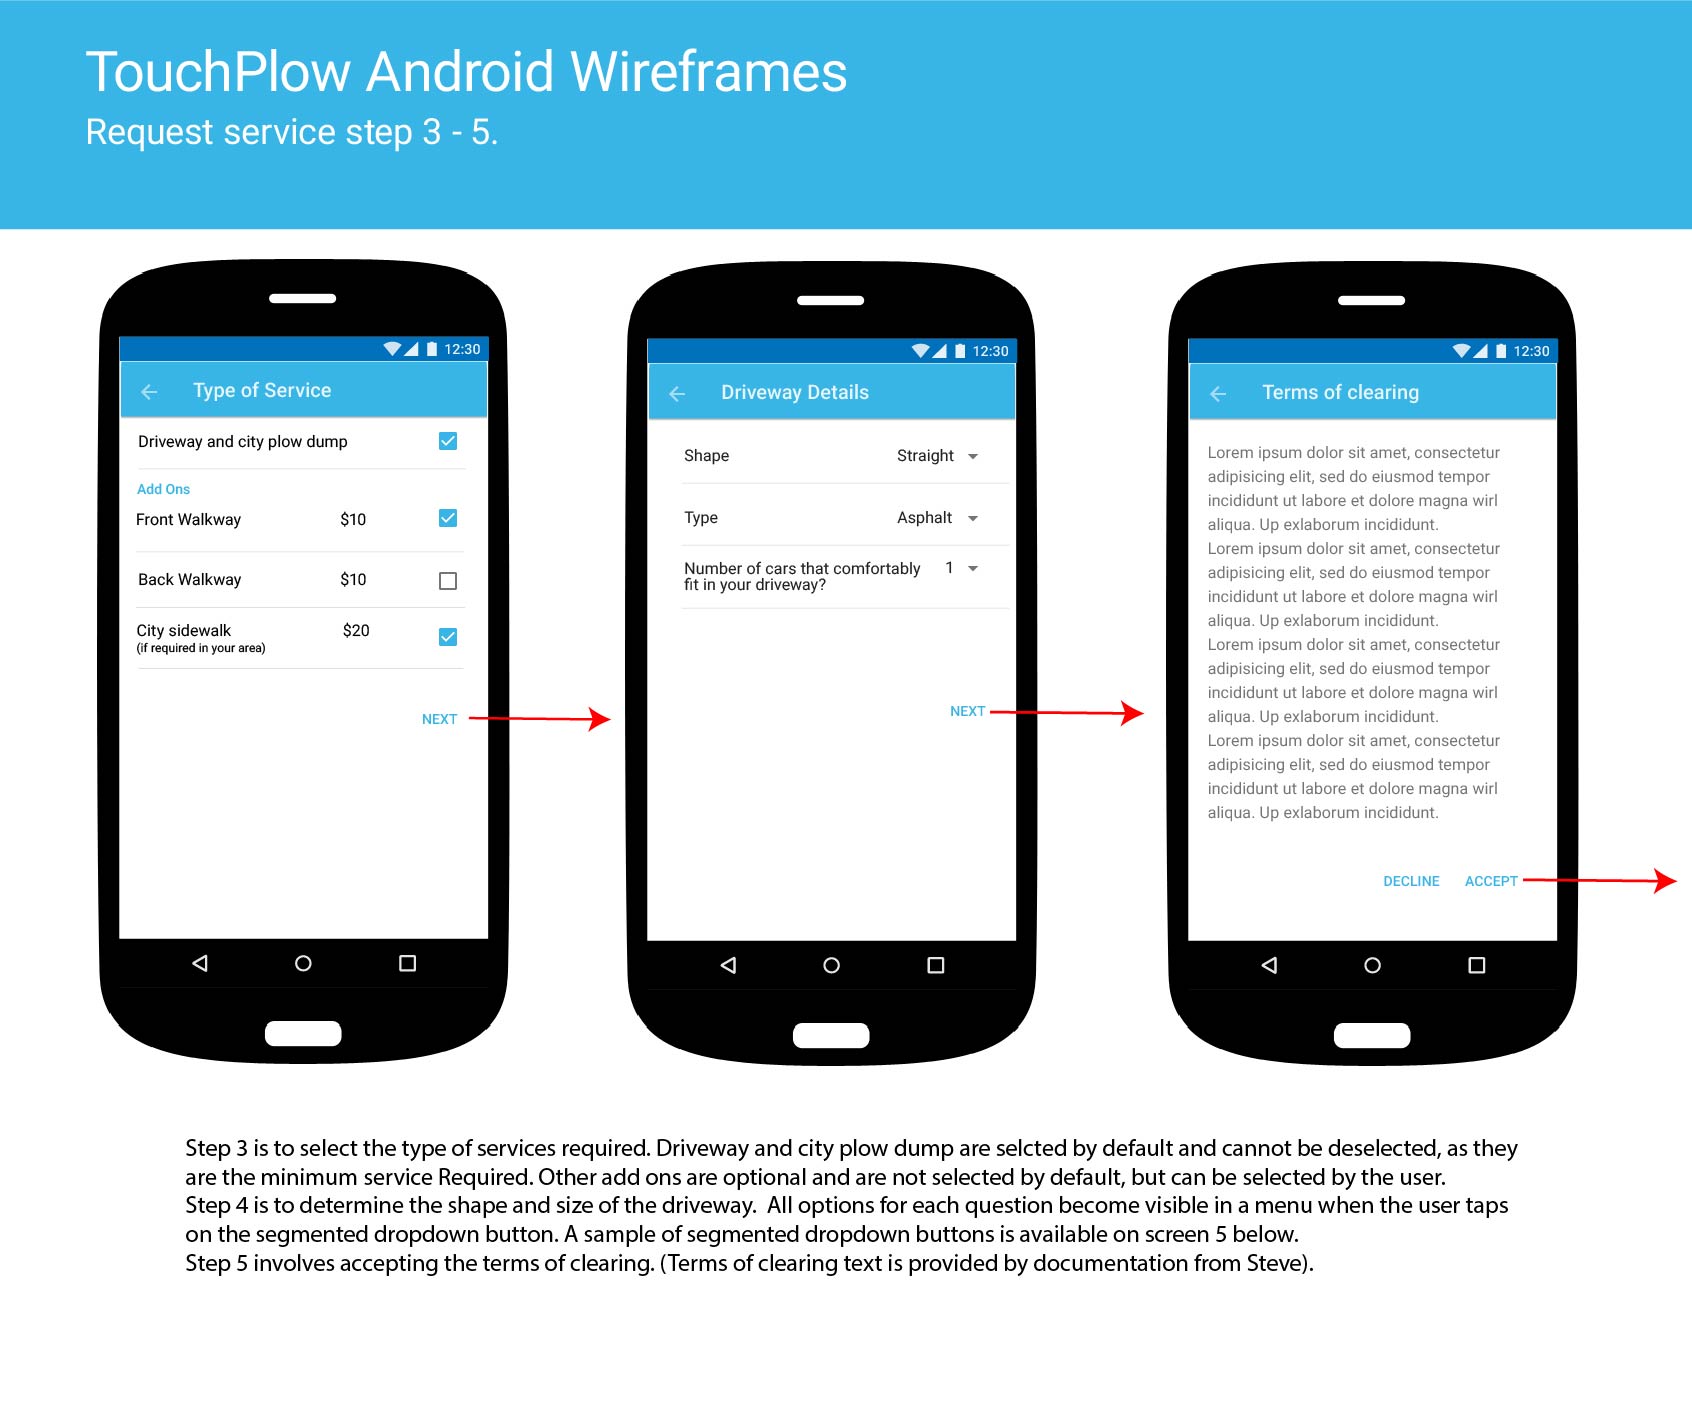 TouchPlow Android Wireframes
Request service step 3 - 5.
12:30
Type of Service
Driveway and city plow dump
Add Ons
Front Walkway $10
Back Walkway $10
City sidewalk $20
(if required in your area)
NEXT
12:30
Driveway Details
Shape Straight
Type Asphalt
Number of cars that comfortably 1
fit in your driveway?
NEXT
12:30
Terms of clearing
Lorem ipsum dolor sit amet, consectetur
adipisicing elit, sed do eiusmod tempor
incididunt ut labore et dolore magna wirl
aliqua. Up exlaborum incididunt.
Lorem ipsum dolor sit amet, consectetur
adipisicing elit, sed do eiusmod tempor
incididunt ut labore et dolore magna wirl
aliqua. Up exlaborum incididunt.
Lorem ipsum dolor sit amet, consectetur
adipisicing elit, sed do eiusmod tempor
incididunt ut labore et dolore magna wirl
aliqua. Up exlaborum incididunt.
Lorem ipsum dolor sit amet, consectetur
adipisicing elit, sed do eiusmod tempor
incididunt ut labore et dolore magna wirl
aliqua. Up exlaborum incididunt.
DECLINE ACCEPT
Step 3 is to select the type of services required. Driveway and city plow dump are selcted by default and cannot be deselected, as they
are the minimum service Required. Other add ons are optional and are not selected by default, but can be selected by the user.
Step 4 is to determine the shape and size of the driveway.  All options for each question become visible in a menu when the user taps
on the segmented dropdown button. A sample of segmented dropdown buttons is available on screen 5 below.
Step 5 involves accepting the terms of clearing. (Terms of clearing text is provided by documentation from Steve).